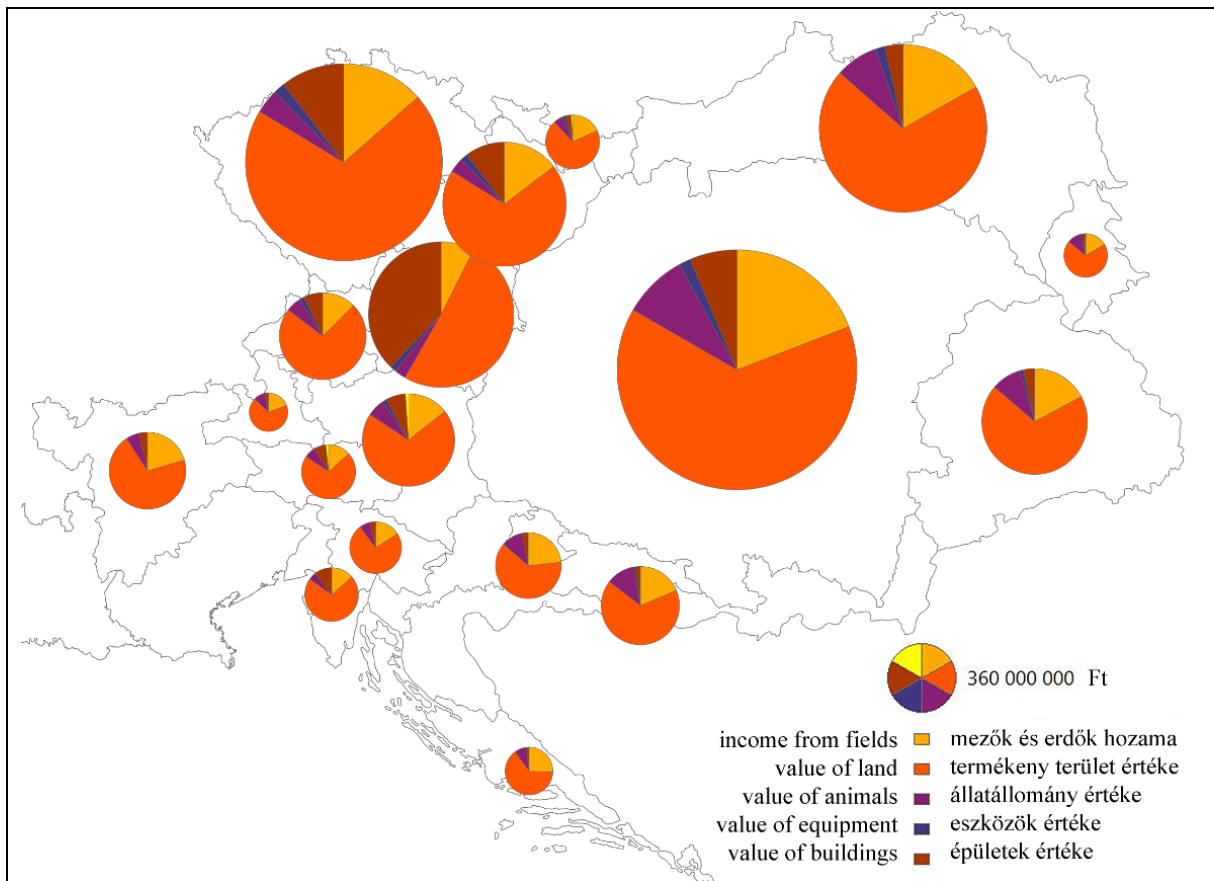 360 000 000 Ft
income from fields mezők és erdők hozama
value of land termékeny terület értéke
value of animals állatállomány értéke
value of equipment eszközök értéke
value of buildings épületek értéke